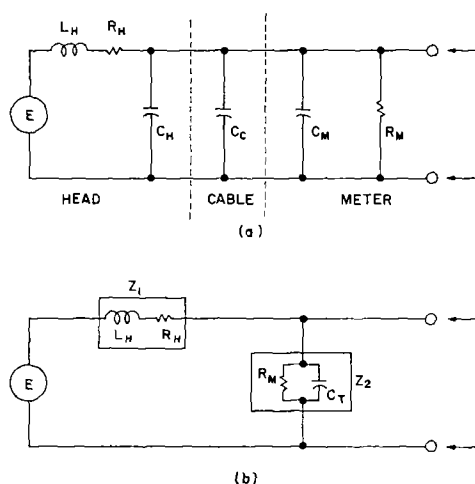 L_H R_H
E
C_H
C_C
C_M
R_M
HEAD CABLE METER
(a)
Z_1
L_H R_H
E
R_M C_T Z_2
(b)